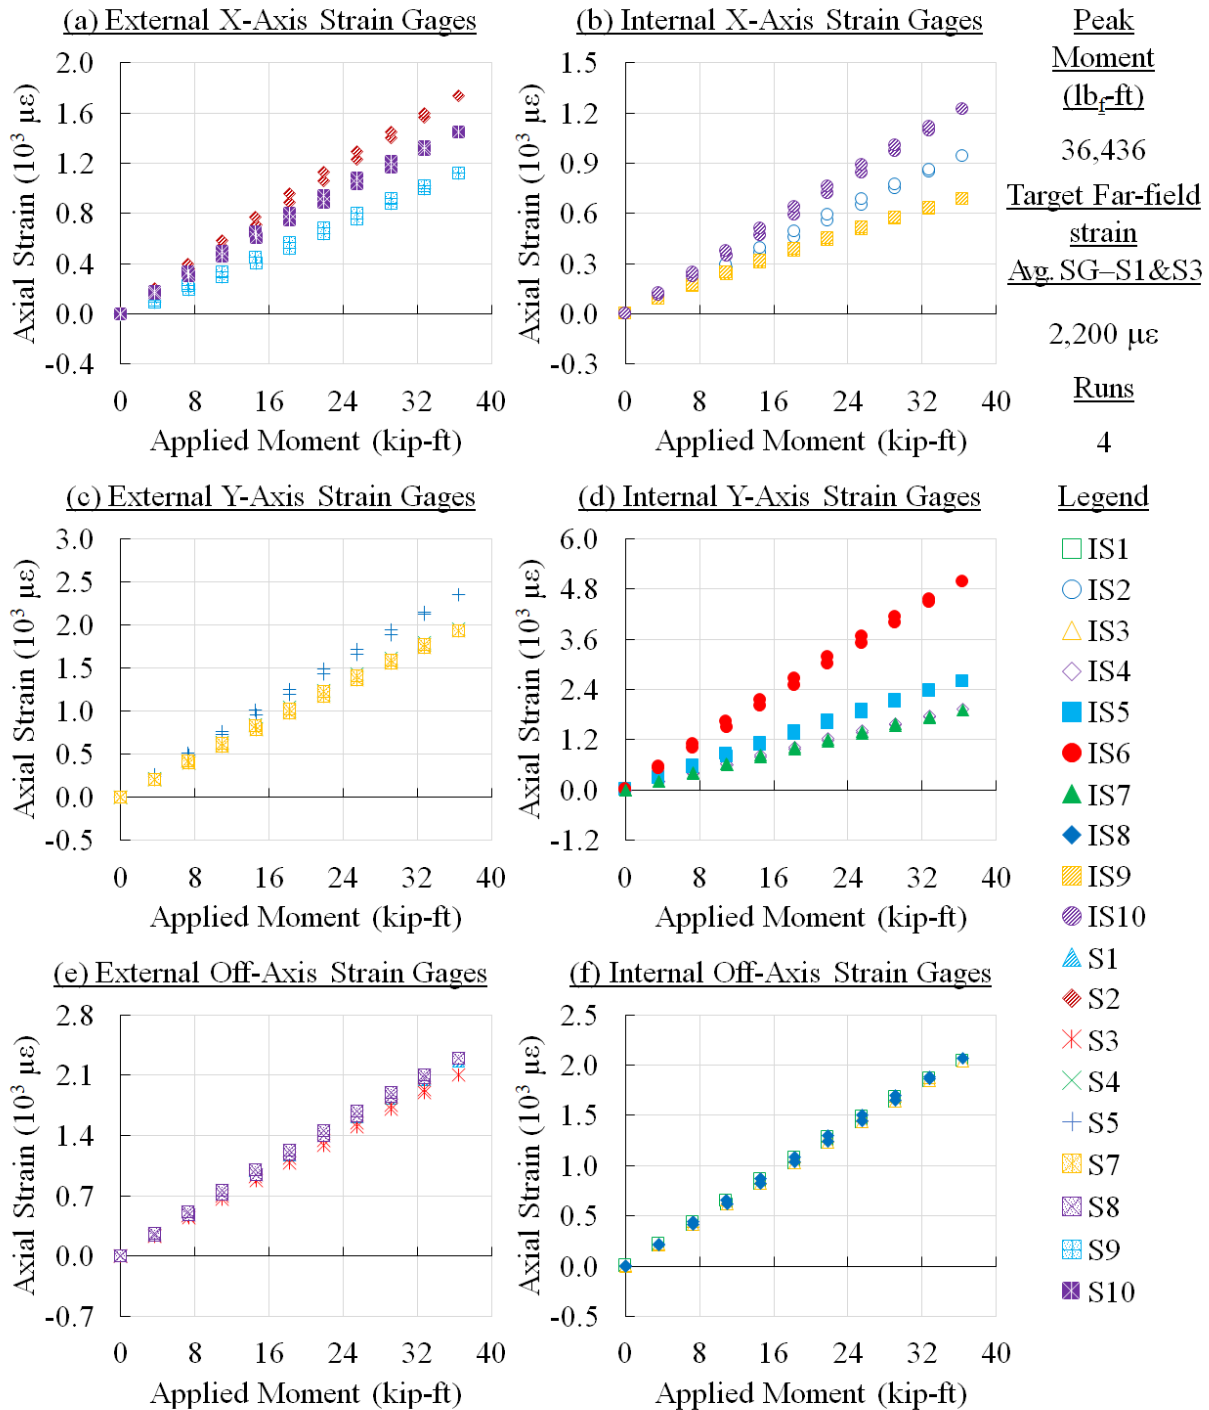 (a) External X-Axis Strain Gages
Axial Strain (10³ με)
2.0
1.6
1.2
0.8
0.4
0.0
-0.4
0 8 16 24 32 40
Applied Moment (kip-ft)
(b) Internal X-Axis Strain Gages
Axial Strain (10³ με)
1.5
1.2
0.9
0.6
0.3
0.0
-0.3
0 8 16 24 32 40
Applied Moment (kip-ft)
Peak
Moment
(lbf-ft)
36,436
Target Far-field
strain
Avg. SG–S1&S3
2,200 με
Runs
4
(c) External Y-Axis Strain Gages
Axial Strain (10³ με)
3.0
2.5
2.0
1.5
1.0
0.5
0.0
-0.5
0 8 16 24 32 40
Applied Moment (kip-ft)
(d) Internal Y-Axis Strain Gages
Axial Strain (10³ με)
6.0
4.8
3.6
2.4
1.2
0.0
-1.2
0 8 16 24 32 40
Applied Moment (kip-ft)
Legend
IS1
IS2
IS3
IS4
IS5
IS6
IS7
IS8
IS9
IS10
S1
S2
S3
S4
S5
S7
S8
S9
S10
(e) External Off-Axis Strain Gages
Axial Strain (10³ με)
2.8
2.1
1.4
0.7
0.0
-0.7
0 8 16 24 32 40
Applied Moment (kip-ft)
(f) Internal Off-Axis Strain Gages
Axial Strain (10³ με)
2.5
2.0
1.5
1.0
0.5
0.0
-0.5
0 8 16 24 32 40
Applied Moment (kip-ft)